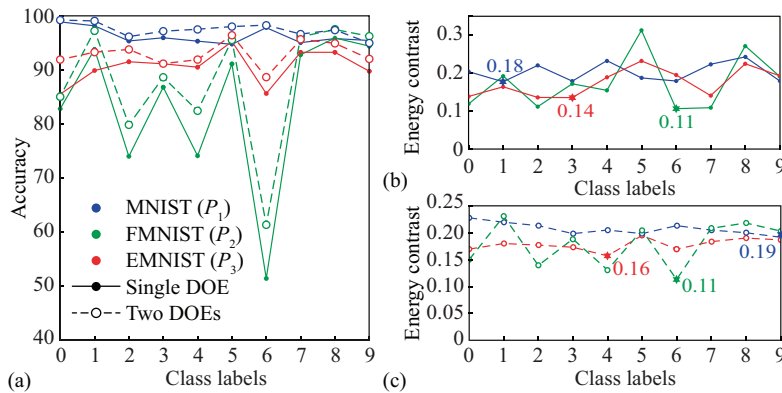 100
90
80
70
60
50
40
Accuracy
MNIST (P₁)
FMNIST (P₂)
EMNIST (P₃)
Single DOE
Two DOEs
0 1 2 3 4 5 6 7 8 9
(a) Class labels
0.3
0.2
0.1
0
Energy contrast
0.18
0.14
0.11
0 1 2 3 4 5 6 7 8 9
(b) Class labels
0.25
0.20
0.15
0.10
0.05
0
Energy contrast
0.16
0.11
0.19
0 1 2 3 4 5 6 7 8 9
(c) Class labels